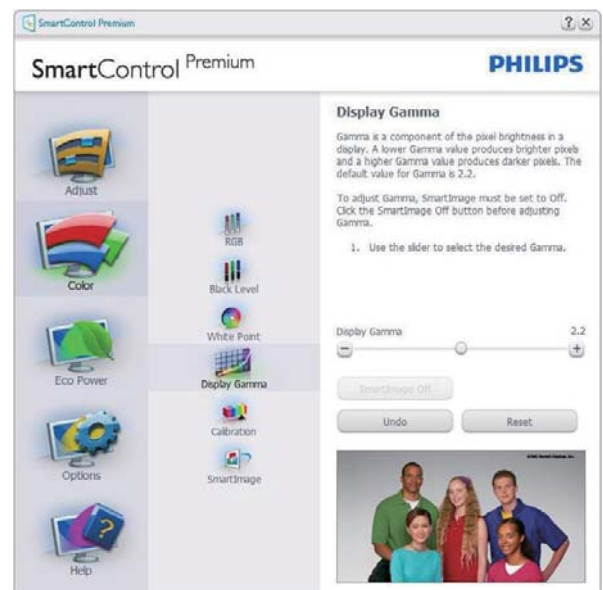 SmartControl Premium
SmartControl Premium
PHILIPS
Adjust
Color
Eco Power
Options
Help
RGB
Black Level
White Point
Display Gamma
Calibration
SmartImage
Display Gamma
Gamma is a component of the pixel brightness in a
display. A lower Gamma value produces brighter pixels
and a higher Gamma value produces darker pixels. The
default value for Gamma is 2.2.
To adjust Gamma, SmartImage must be set to Off.
Click the SmartImage Off button before adjusting
Gamma.
1. Use the slider to select the desired Gamma.
Display Gamma 2.2
SmartImage Off
Undo Reset